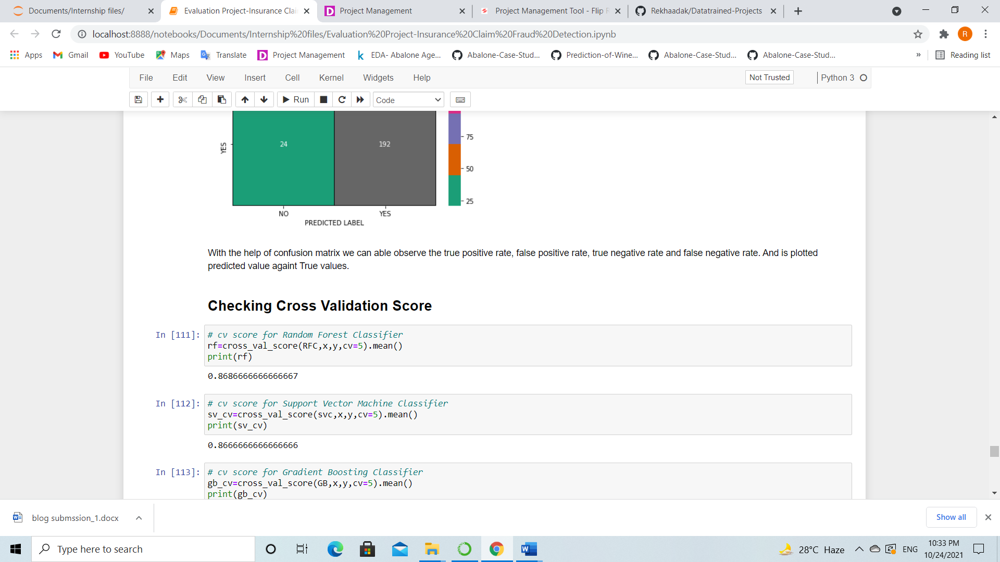 Documents/Internship files/
Evaluation Project-Insurance Clai
Project Management
Project Management Tool - Flip R
Rekhaadak/Datatrained-Projects
localhost:8888/notebooks/Documents/Internship%20files/Evaluation%20Project-Insurance%20Claim%20Fraud%20Detection.ipynb
R
Apps
Gmail
YouTube
Maps
Translate
Project Management
EDA- Abalone Age...
Abalone-Case-Stud...
Prediction-of-Wine...
Abalone-Case-Stud...
Abalone-Case-Stud...
»
Reading list
File Edit View Insert Cell Kernel Widgets Help
Not Trusted
Python 3
Run
Code
YES
24
192
75
50
25
NO
YES
PREDICTED LABEL
With the help of confusion matrix we can able observe the true positive rate, false positive rate, true negative rate and false negative rate. And is plotted
predicted value againt True values.
Checking Cross Validation Score
In [111]:
# cv score for Random Forest Classifier
rf=cross_val_score(RFC,x,y,cv=5).mean()
print(rf)
0.8686666666666667
In [112]:
# cv score for Support Vector Machine Classifier
sv_cv=cross_val_score(svc,x,y,cv=5).mean()
print(sv_cv)
0.8666666666666666
In [113]:
# cv score for Gradient Boosting Classifier
gb_cv=cross_val_score(GB,x,y,cv=5).mean()
print(gb_cv)
blog submssion_1.docx
Show all
Type here to search
28°C Haze
ENG
10:33 PM
10/24/2021